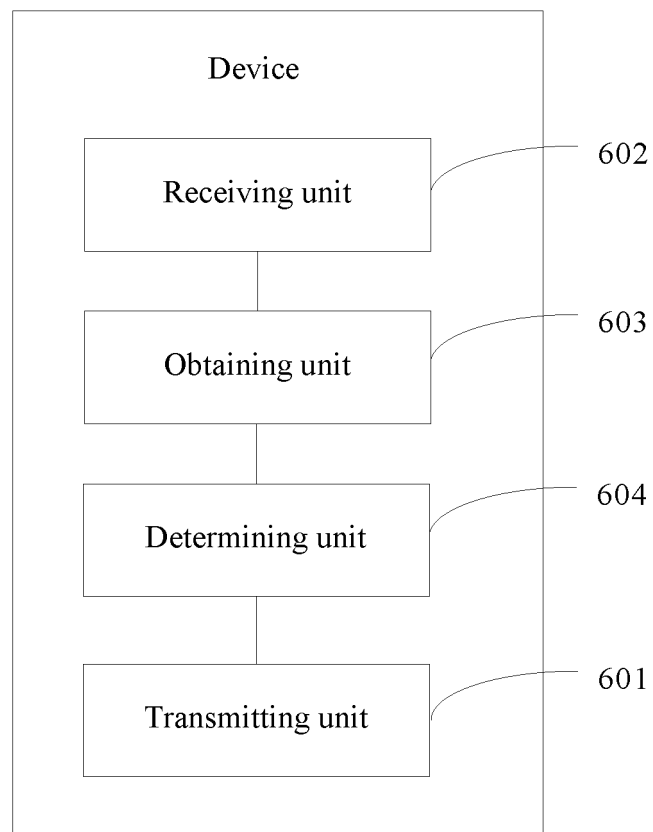 Device
Receiving unit
602
Obtaining unit
603
Determining unit
604
Transmitting unit
601